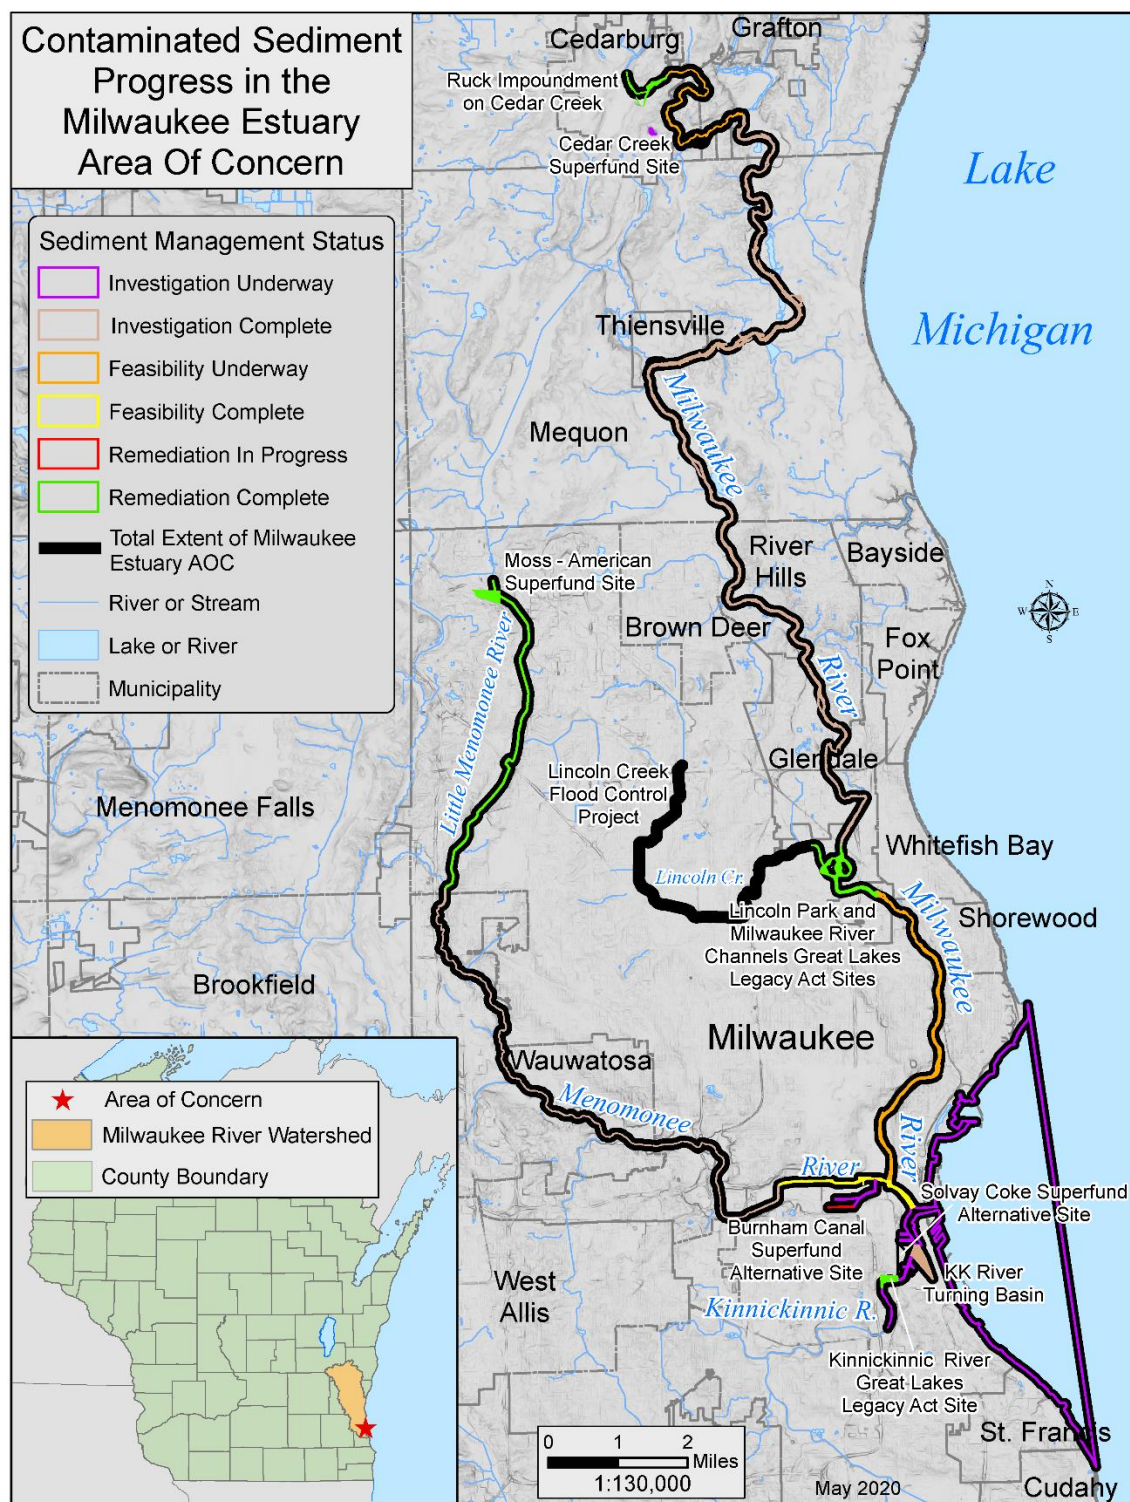 Contaminated Sediment
Progress in the
Milwaukee Estuary
Area Of Concern
Sediment Management Status
Investigation Underway
Investigation Complete
Feasibility Underway
Feasibility Complete
Remediation In Progress
Remediation Complete
Total Extent of Milwaukee
Estuary AOC
River or Stream
Lake or River
Municipality
Grafton
Cedarburg
Ruck Impoundment
on Cedar Creek
Cedar Creek
Superfund Site
Lake
Michigan
Thiensville
Milwaukee
River
Mequon
River
Hills
Bayside
Moss - American
Superfund Site
Brown Deer
Fox
Point
N
W
E
S
Little Menomonee River
Glendale
Lincoln Creek
Flood Control
Project
Menomonee Falls
Whitefish Bay
Lincoln Cr.
Lincoln Park and
Milwaukee River
Channels Great Lakes
Legacy Act Sites
Milwaukee
River
Shorewood
Brookfield
Milwaukee
Wauwatosa
Menomonee
River
Solvay Coke Superfund
Alternative Site
Burnham Canal
Superfund
Alternative Site
KK River
Turning Basin
West
Allis
Kinnickinnic R.
Kinnickinnic River
Great Lakes
Legacy Act Site
St. Francis
Cudahy
Area of Concern
Milwaukee River Watershed
County Boundary
0 1 2
Miles
1:130,000
May 2020